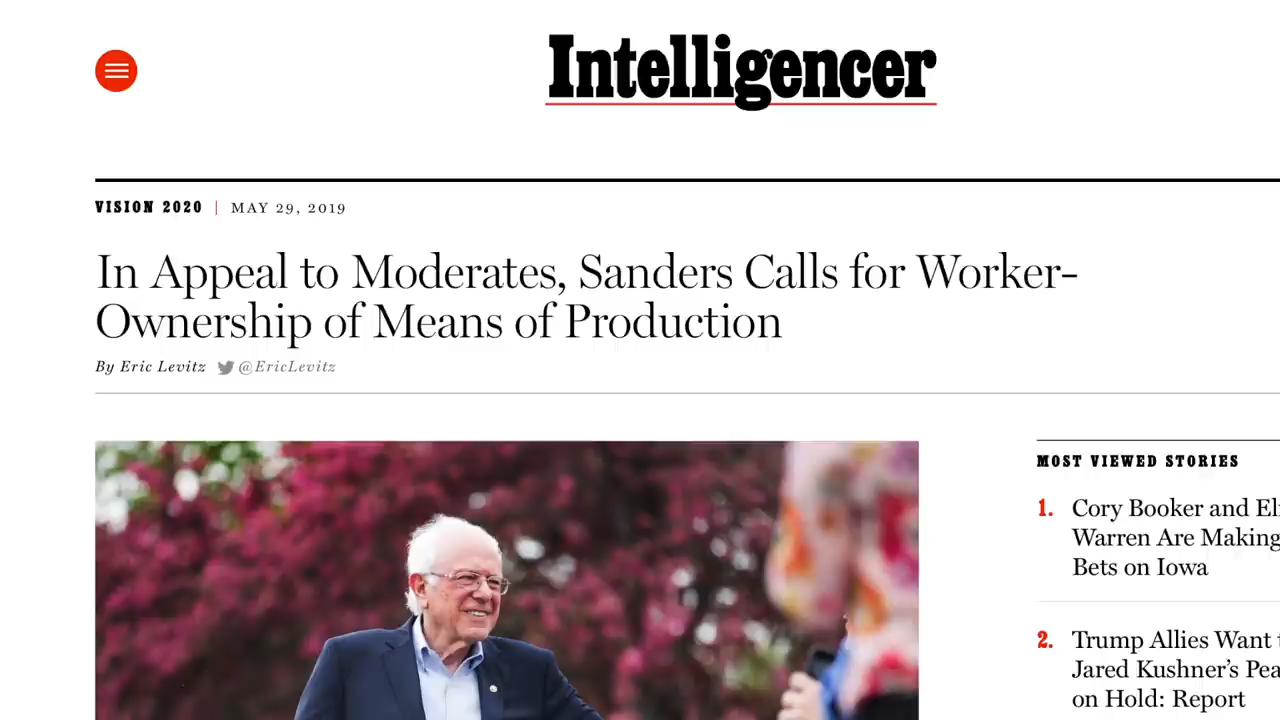 Intelligencer
VISION 2020 | MAY 29, 2019
In Appeal to Moderates, Sanders Calls for Worker-
Ownership of Means of Production
By Eric Levitz @EricLevitz
MOST VIEWED STORIES
1. Cory Booker and
Warren Are Making
Bets on Iowa
2. Trump Allies Want
Jared Kushner's
on Hold: Report